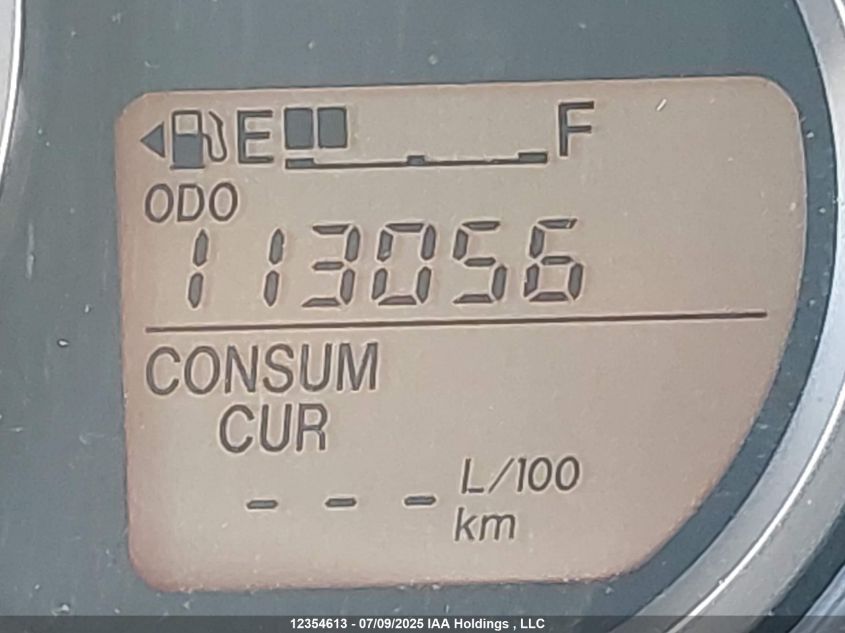 E F
ODO
113056
CONSUM
CUR
- - - L/100
km
12354613 - 07/09/2025 IAA Holdings , LLC